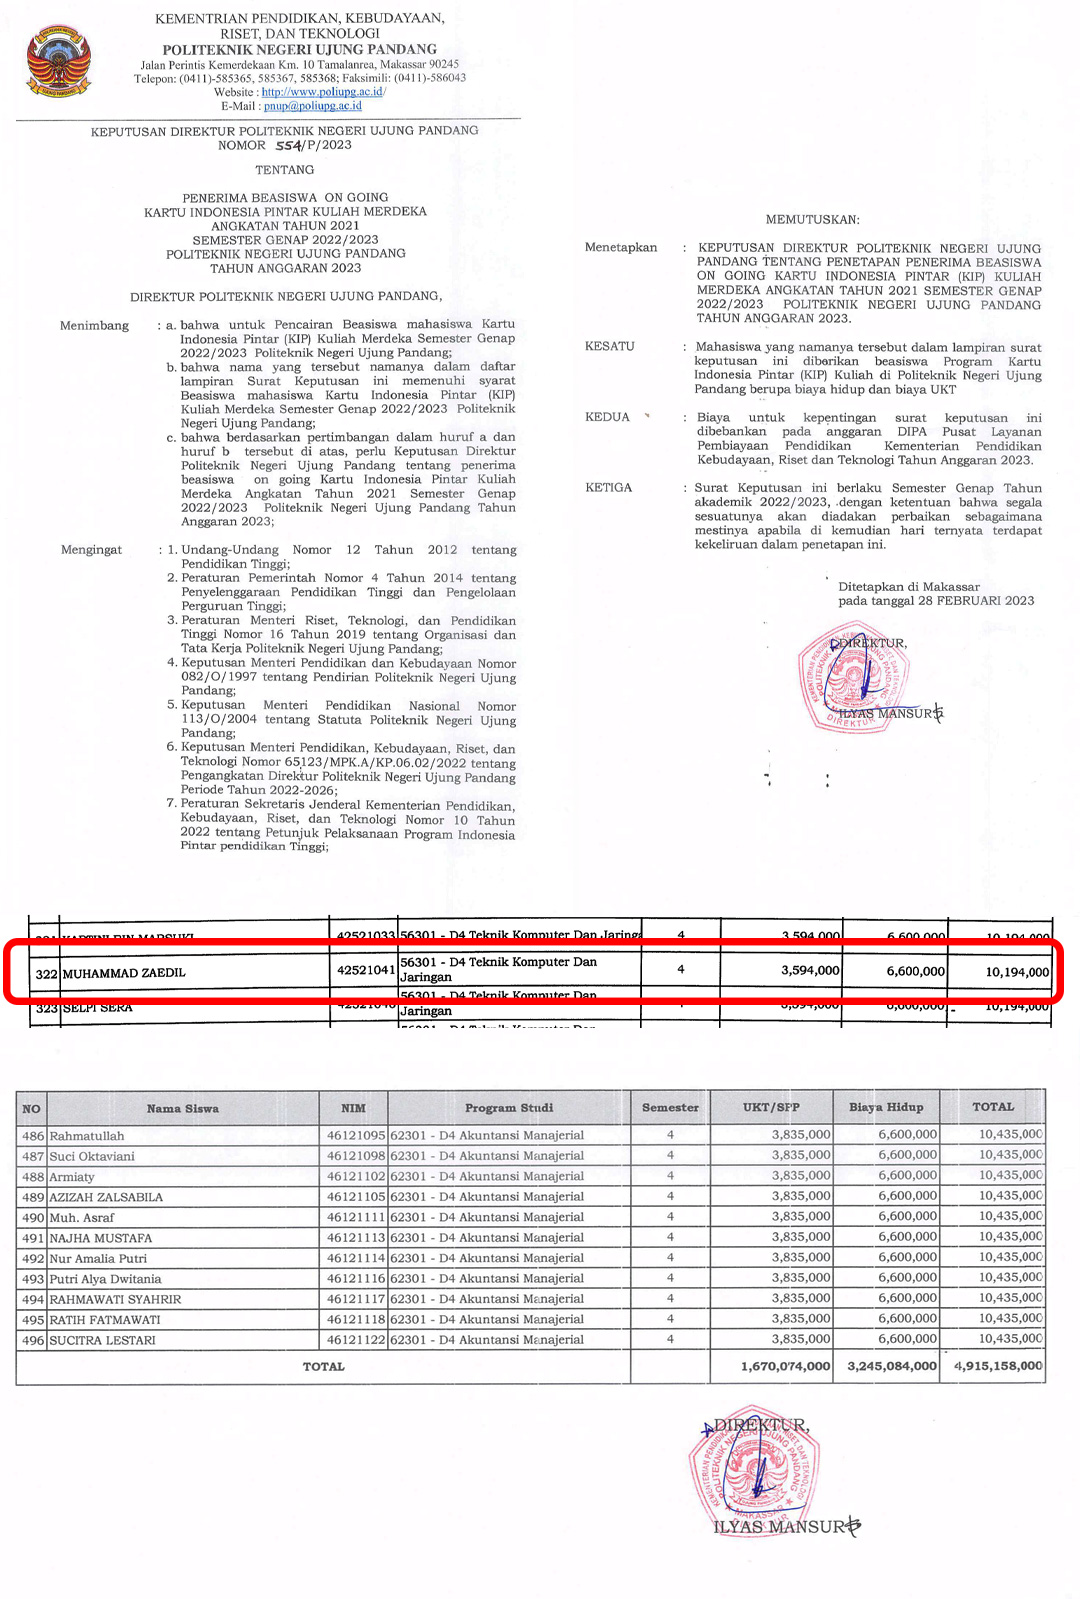 KEMENTRIAN PENDIDIKAN, KEBUDAYAAN,
RISET, DAN TEKNOLOGI
POLITEKNIK NEGERI UJUNG PANDANG
Jalan Perintis Kemerdekaan Km. 10 Tamalanrea, Makassar 90245
Telepon: (0411)-585365, 585367, 585368; Faksimili: (0411)-586043
Website : http://www.poliupg.ac.id/
E-Mail : pnup@poliupg.ac.id
KEPUTUSAN DIREKTUR POLITEKNIK NEGERI UJUNG PANDANG
NOMOR 554/P/2023
TENTANG
PENERIMA BEASISWA ON GOING
KARTU INDONESIA PINTAR KULIAH MERDEKA
ANGKATAN TAHUN 2021
SEMESTER GENAP 2022/2023
POLITEKNIK NEGERI UJUNG PANDANG
TAHUN ANGGARAN 2023
DIREKTUR POLITEKNIK NEGERI UJUNG PANDANG,
Menimbang : a. bahwa untuk Pencairan Beasiswa mahasiswa Kartu
Indonesia Pintar (KIP) Kuliah Merdeka Semester Genap
2022/2023 Politeknik Negeri Ujung Pandang;
b. bahwa nama yang tersebut namanya dalam daftar
lampiran Surat Keputusan ini memenuhi syarat
Beasiswa mahasiswa Kartu Indonesia Pintar (KIP)
Kuliah Merdeka Semester Genap 2022/2023 Politeknik
Negeri Ujung Pandang;
c. bahwa berdasarkan pertimbangan dalam huruf a dan
huruf b tersebut di atas, perlu Keputusan Direktur
Politeknik Negeri Ujung Pandang tentang penerima
beasiswa on going Kartu Indonesia Pintar Kuliah
Merdeka Angkatan Tahun 2021 Semester Genap
2022/2023 Politeknik Negeri Ujung Pandang Tahun
Anggaran 2023;
Mengingat : 1. Undang-Undang Nomor 12 Tahun 2012 tentang
Pendidikan Tinggi;
2. Peraturan Pemerintah Nomor 4 Tahun 2014 tentang
Penyelenggaraan Pendidikan Tinggi dan Pengelolaan
Perguruan Tinggi;
3. Peraturan Menteri Riset, Teknologi, dan Pendidikan
Tinggi Nomor 16 Tahun 2019 tentang Organisasi dan
Tata Kerja Politeknik Negeri Ujung Pandang;
4. Keputusan Menteri Pendidikan dan Kebudayaan Nomor
082/O/1997 tentang Pendirian Politeknik Negeri Ujung
Pandang;
5. Keputusan Menteri Pendidikan Nasional Nomor
113/O/2004 tentang Statuta Politeknik Negeri Ujung
Pandang;
6. Keputusan Menteri Pendidikan, Kebudayaan, Riset, dan
Teknologi Nomor 65123/MPK.A/KP.06.02/2022 tentang
Pengangkatan Direktur Politeknik Negeri Ujung Pandang
Periode Tahun 2022-2026;
7. Peraturan Sekretaris Jenderal Kementerian Pendidikan,
Kebudayaan, Riset, dan Teknologi Nomor 10 Tahun
2022 tentang Petunjuk Pelaksanaan Program Indonesia
Pintar pendidikan Tinggi;
MEMUTUSKAN:
Menetapkan : KEPUTUSAN DIREKTUR POLITEKNIK NEGERI UJUNG
PANDANG TENTANG PENETAPAN PENERIMA BEASISWA
ON GOING KARTU INDONESIA PINTAR (KIP) KULIAH
MERDEKA ANGKATAN TAHUN 2021 SEMESTER GENAP
2022/2023 POLITEKNIK NEGERI UJUNG PANDANG
TAHUN ANGGARAN 2023.
KESATU : Mahasiswa yang namanya tersebut dalam lampiran surat
keputusan ini diberikan beasiswa Program Kartu
Indonesia Pintar (KIP) Kuliah di Politeknik Negeri Ujung
Pandang berupa biaya hidup dan biaya UKT
KEDUA : Biaya untuk kepentingan surat keputusan ini
dibebankan pada anggaran DIPA Pusat Layanan
Pembiayaan Pendidikan Kementerian Pendidikan
Kebudayaan, Riset dan Teknologi Tahun Anggaran 2023.
KETIGA : Surat Keputusan ini berlaku Semester Genap Tahun
akademik 2022/2023, dengan ketentuan bahwa segala
sesuatunya akan diadakan perbaikan sebagaimana
mestinya apabila di kemudian hari ternyata terdapat
kekeliruan dalam penetapan ini.
Ditetapkan di Makassar
pada tanggal 28 FEBRUARI 2023
DIREKTUR,
ILYAS MANSUR
42521033 56301 - D4 Teknik Komputer Dan Jaringa 4 3,594,000 6,600,000 10,194,000
322 MUHAMMAD ZAEDIL 42521041 56301 - D4 Teknik Komputer Dan Jaringan 4 3,594,000 6,600,000 10,194,000
323 SELPI SERA 56301 - D4 Teknik Komputer Dan Jaringan 4 3,594,000 6,600,000 10,194,000
NO Nama Siswa NIM Program Studi Semester UKT/SPP Biaya Hidup TOTAL
486 Rahmatullah 46121095 62301 - D4 Akuntansi Manajerial 4 3,835,000 6,600,000 10,435,000
487 Suci Oktaviani 46121098 62301 - D4 Akuntansi Manajerial 4 3,835,000 6,600,000 10,435,000
488 Armiaty 46121102 62301 - D4 Akuntansi Manajerial 4 3,835,000 6,600,000 10,435,000
489 AZIZAH ZALSABILA 46121105 62301 - D4 Akuntansi Manajerial 4 3,835,000 6,600,000 10,435,000
490 Muh. Asraf 46121111 62301 - D4 Akuntansi Manajerial 4 3,835,000 6,600,000 10,435,000
491 NAJHA MUSTAFA 46121113 62301 - D4 Akuntansi Manajerial 4 3,835,000 6,600,000 10,435,000
492 Nur Amalia Putri 46121114 62301 - D4 Akuntansi Manajerial 4 3,835,000 6,600,000 10,435,000
493 Putri Alya Dwitania 46121116 62301 - D4 Akuntansi Manajerial 4 3,835,000 6,600,000 10,435,000
494 RAHMAWATI SYAHRIR 46121117 62301 - D4 Akuntansi Manajerial 4 3,835,000 6,600,000 10,435,000
495 RATIH FATMAWATI 46121118 62301 - D4 Akuntansi Manajerial 4 3,835,000 6,600,000 10,435,000
496 SUCITRA LESTARI 46121122 62301 - D4 Akuntansi Manajerial 4 3,835,000 6,600,000 10,435,000
TOTAL 1,670,074,000 3,245,084,000 4,915,158,000
DIREKTUR,
ILYAS MANSUR